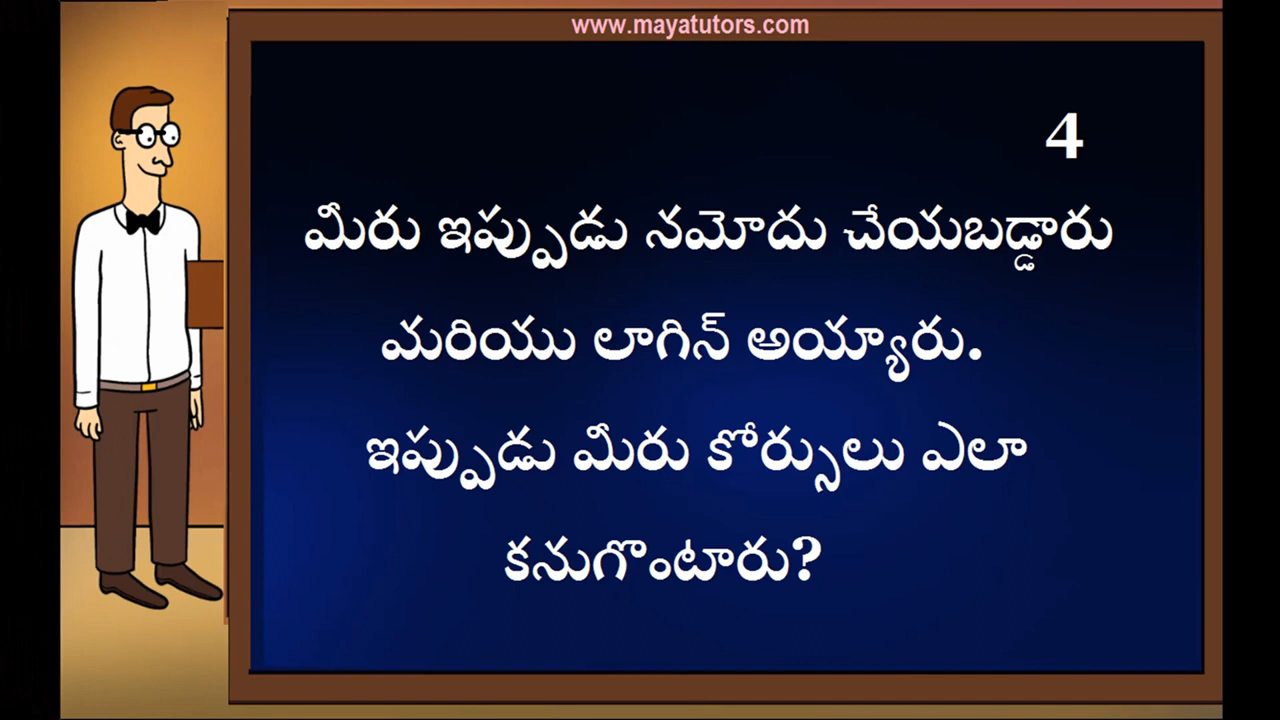 www.mayatutors.com
4
మీరు ఇప్పుడు నమోదు చేయబడ్డారు
మరియు లాగిన్ అయ్యారు.
ఇప్పుడు మీరు కోర్సులు ఎలా
కనుగొంటారు?